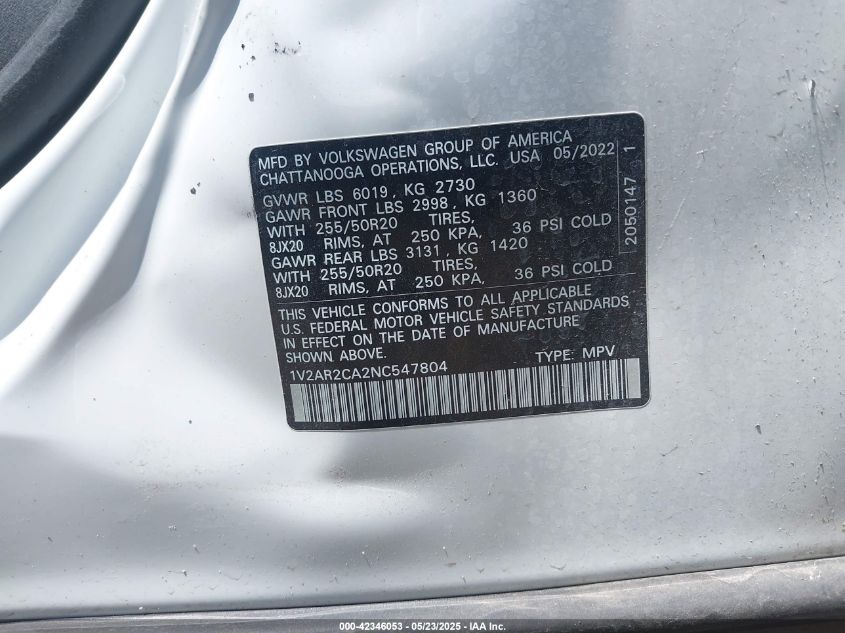 MFD BY VOLKSWAGEN GROUP OF AMERICA
CHATTANOOGA OPERATIONS, LLC. USA 05/2022
GVWR LBS 6019 , KG 2730
GAWR FRONT LBS 2998 , KG 1360
WITH 255/50R20 TIRES,
8JX20 RIMS, AT 250 KPA, 36 PSI COLD
GAWR REAR LBS 3131 , KG 1420
WITH 255/50R20 TIRES,
8JX20 RIMS, AT 250 KPA, 36 PSI COLD
THIS VEHICLE CONFORMS TO ALL APPLICABLE
U.S. FEDERAL MOTOR VEHICLE SAFETY STANDARDS
IN EFFECT ON THE DATE OF MANUFACTURE
SHOWN ABOVE.
TYPE: MPV
1V2AR2CA2NC547804
2050147 1
000-42346053 - 05/23/2025 - IAA Inc.